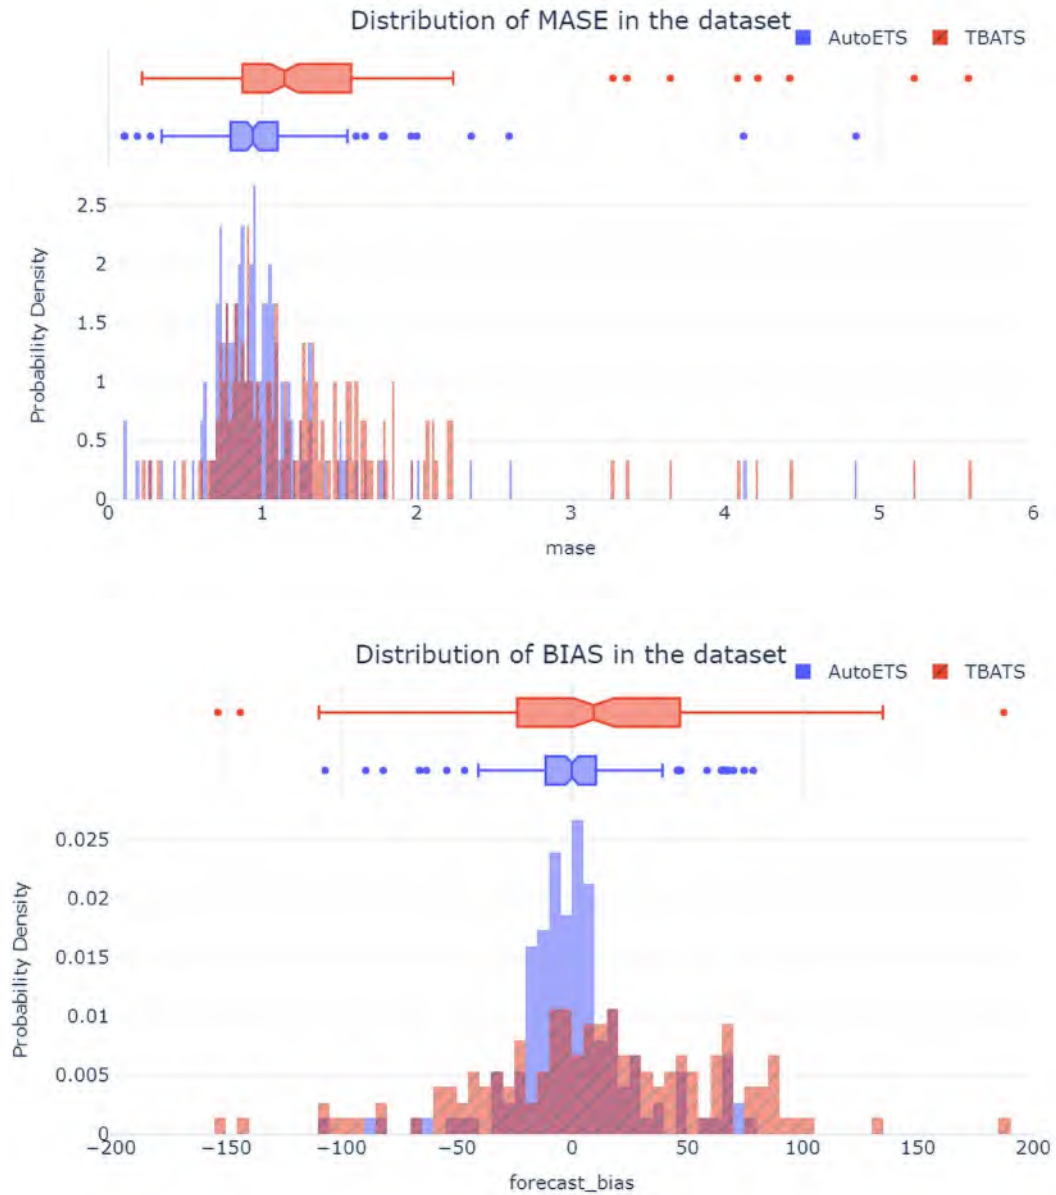 Distribution of MASE in the dataset
AutoETS TBATS
2.5
2
1.5
1
0.5
0
Probability Density
0 1 2 3 4 5 6
mase
Distribution of BIAS in the dataset
AutoETS TBATS
0.025
0.02
0.015
0.01
0.005
0
Probability Density
−200 −150 −100 −50 0 50 100 150 200
forecast_bias